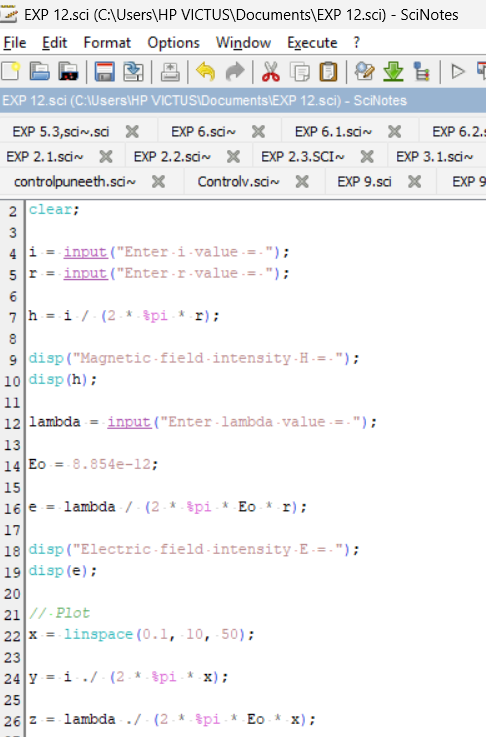 EXP 12.sci (C:\Users\HP VICTUS\Documents\EXP 12.sci) - SciNotes
File Edit Format Options Window Execute ?
EXP 12.sci (C:\Users\HP VICTUS\Documents\EXP 12.sci) - SciNotes
EXP 5.3,sci~.sci EXP 6.sci~ EXP 6.1.sci~ EXP 6.2.s
EXP 2.1.sci~ EXP 2.2.sci~ EXP 2.3.SCI~ EXP 3.1.sci~
controlpuneeth.sci~ Controlv.sci~ EXP 9.sci EXP 9
2 clear;
3
4 i = input("Enter i value = ");
5 r = input("Enter r value = ");
6
7 h = i / (2 * %pi * r);
8
9 disp("Magnetic field intensity H = ");
10 disp(h);
11
12 lambda = input("Enter lambda value = ");
13
14 Eo = 8.854e-12;
15
16 e = lambda / (2 * %pi * Eo * r);
17
18 disp("Electric field intensity E = ");
19 disp(e);
20
21 // Plot
22 x = linspace(0.1, 10, 50);
23
24 y = i ./ (2 * %pi * x);
25
26 z = lambda ./ (2 * %pi * Eo * x);